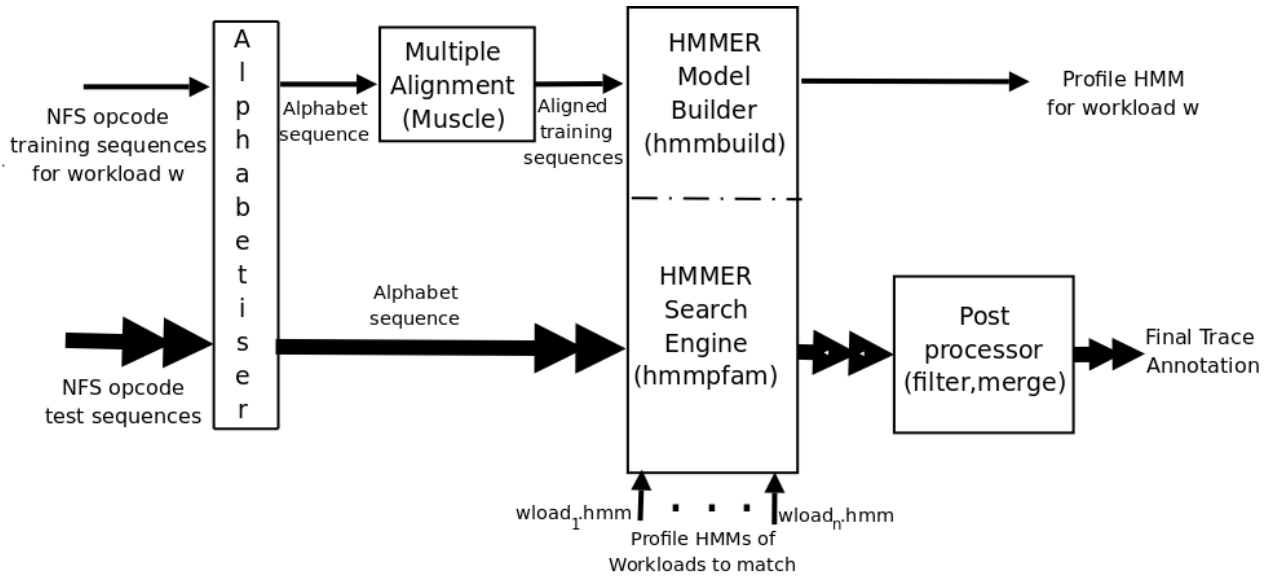 NFS opcode
training sequences
for workload w
Alphabetiser
Alphabet
sequence
Multiple
Alignment
(Muscle)
Aligned
training
sequences
HMMER
Model
Builder
(hmmbuild)
Profile HMM
for workload w
NFS opcode
test sequences
Alphabet
sequence
HMMER
Search
Engine
(hmmpfam)
Post
processor
(filter,merge)
Final Trace
Annotation
wload1.hmm
. . .
wloadn.hmm
Profile HMMs of
Workloads to match